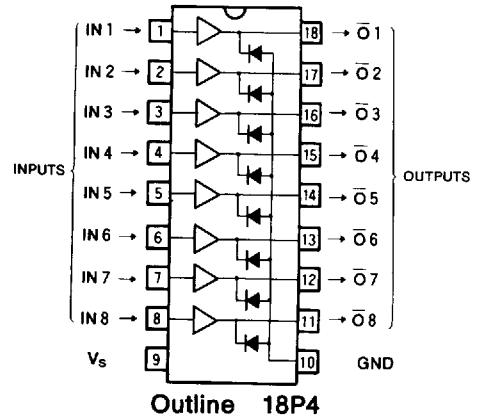 IN 1 → 1 18 → O̅ 1
IN 2 → 2 17 → O̅ 2
IN 3 → 3 16 → O̅ 3
IN 4 → 4 15 → O̅ 4
INPUTS
IN 5 → 5 14 → O̅ 5
OUTPUTS
IN 6 → 6 13 → O̅ 6
IN 7 → 7 12 → O̅ 7
IN 8 → 8 11 → O̅ 8
Vs 9 10 GND
Outline 18P4